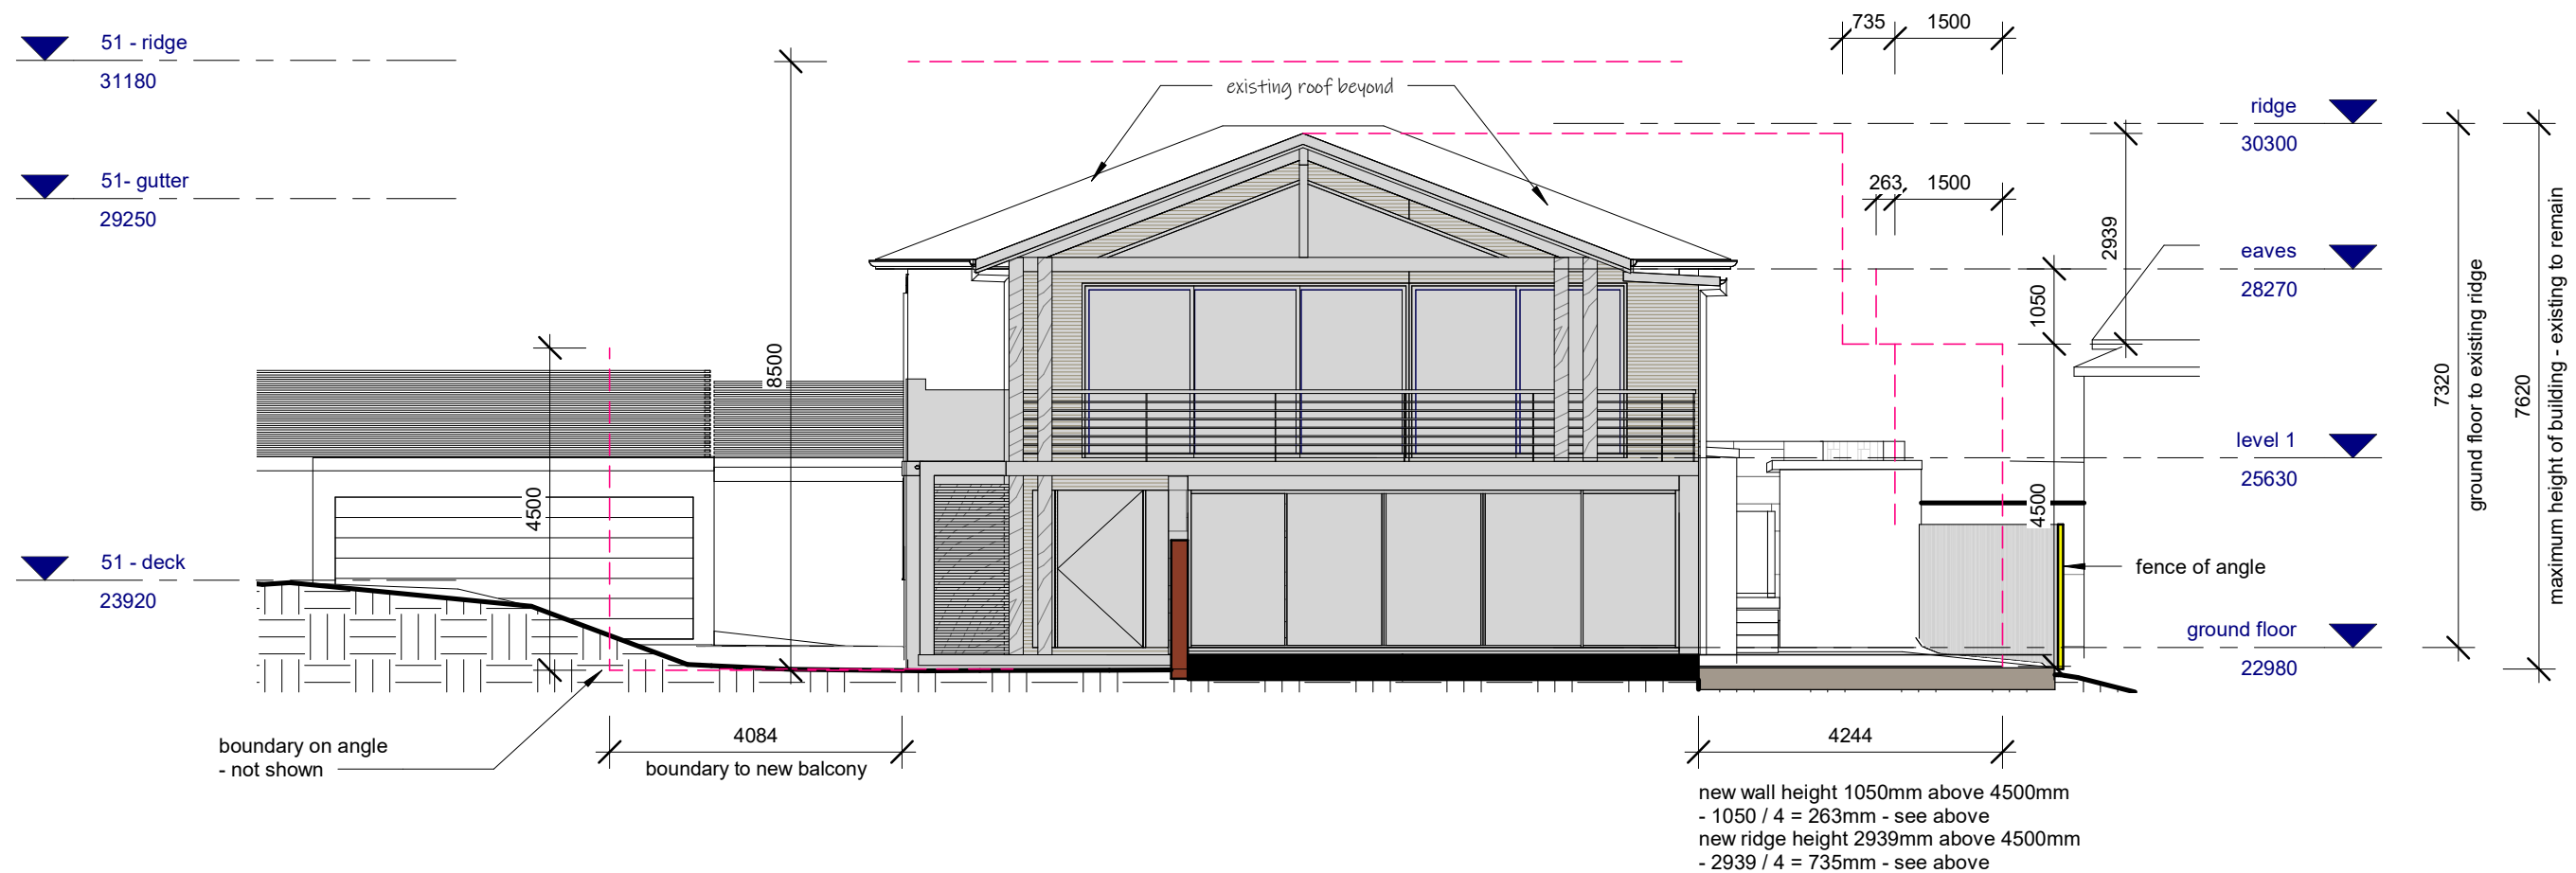 735 1500
51 - ridge
31180
existing roof beyond
ridge
30300
51- gutter
29250
263 1500
2939
eaves
28270
1050
8500
7320
ground floor to existing ridge
7620
maximum height of building - existing to remain
level 1
25630
4500
4500
51 - deck
23920
fence of angle
ground floor
22980
boundary on angle
- not shown
4084
boundary to new balcony
4244
new wall height 1050mm above 4500mm
- 1050 / 4 = 263mm - see above
new ridge height 2939mm above 4500mm
- 2939 / 4 = 735mm - see above